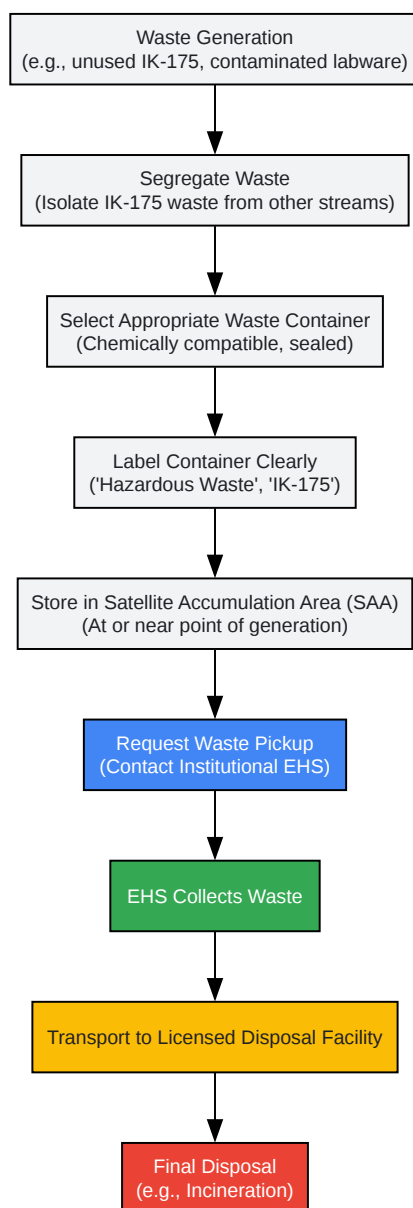 Waste Generation
(e.g., unused IK-175, contaminated labware)
Segregate Waste
(Isolate IK-175 waste from other streams)
Select Appropriate Waste Container
(Chemically compatible, sealed)
Label Container Clearly
('Hazardous Waste', 'IK-175')
Store in Satellite Accumulation Area (SAA)
(At or near point of generation)
Request Waste Pickup
(Contact Institutional EHS)
EHS Collects Waste
Transport to Licensed Disposal Facility
Final Disposal
(e.g., Incineration)